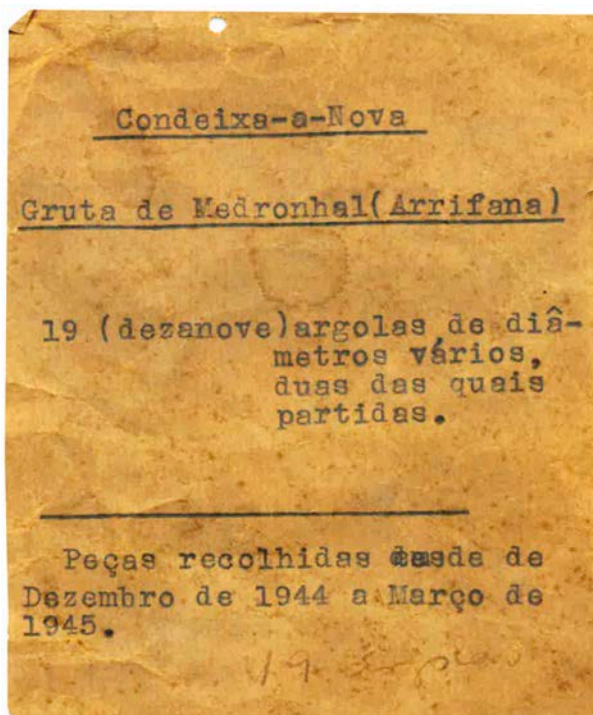 Condeixa-a-Nova
Gruta de Medronhal(Arrifana)
19 (dezanove)argolas de diâ-
metros vários,
duas das quais
partidas.
Peças recolhidas desde de
Dezembro de 1944 a Março de
1945.
19